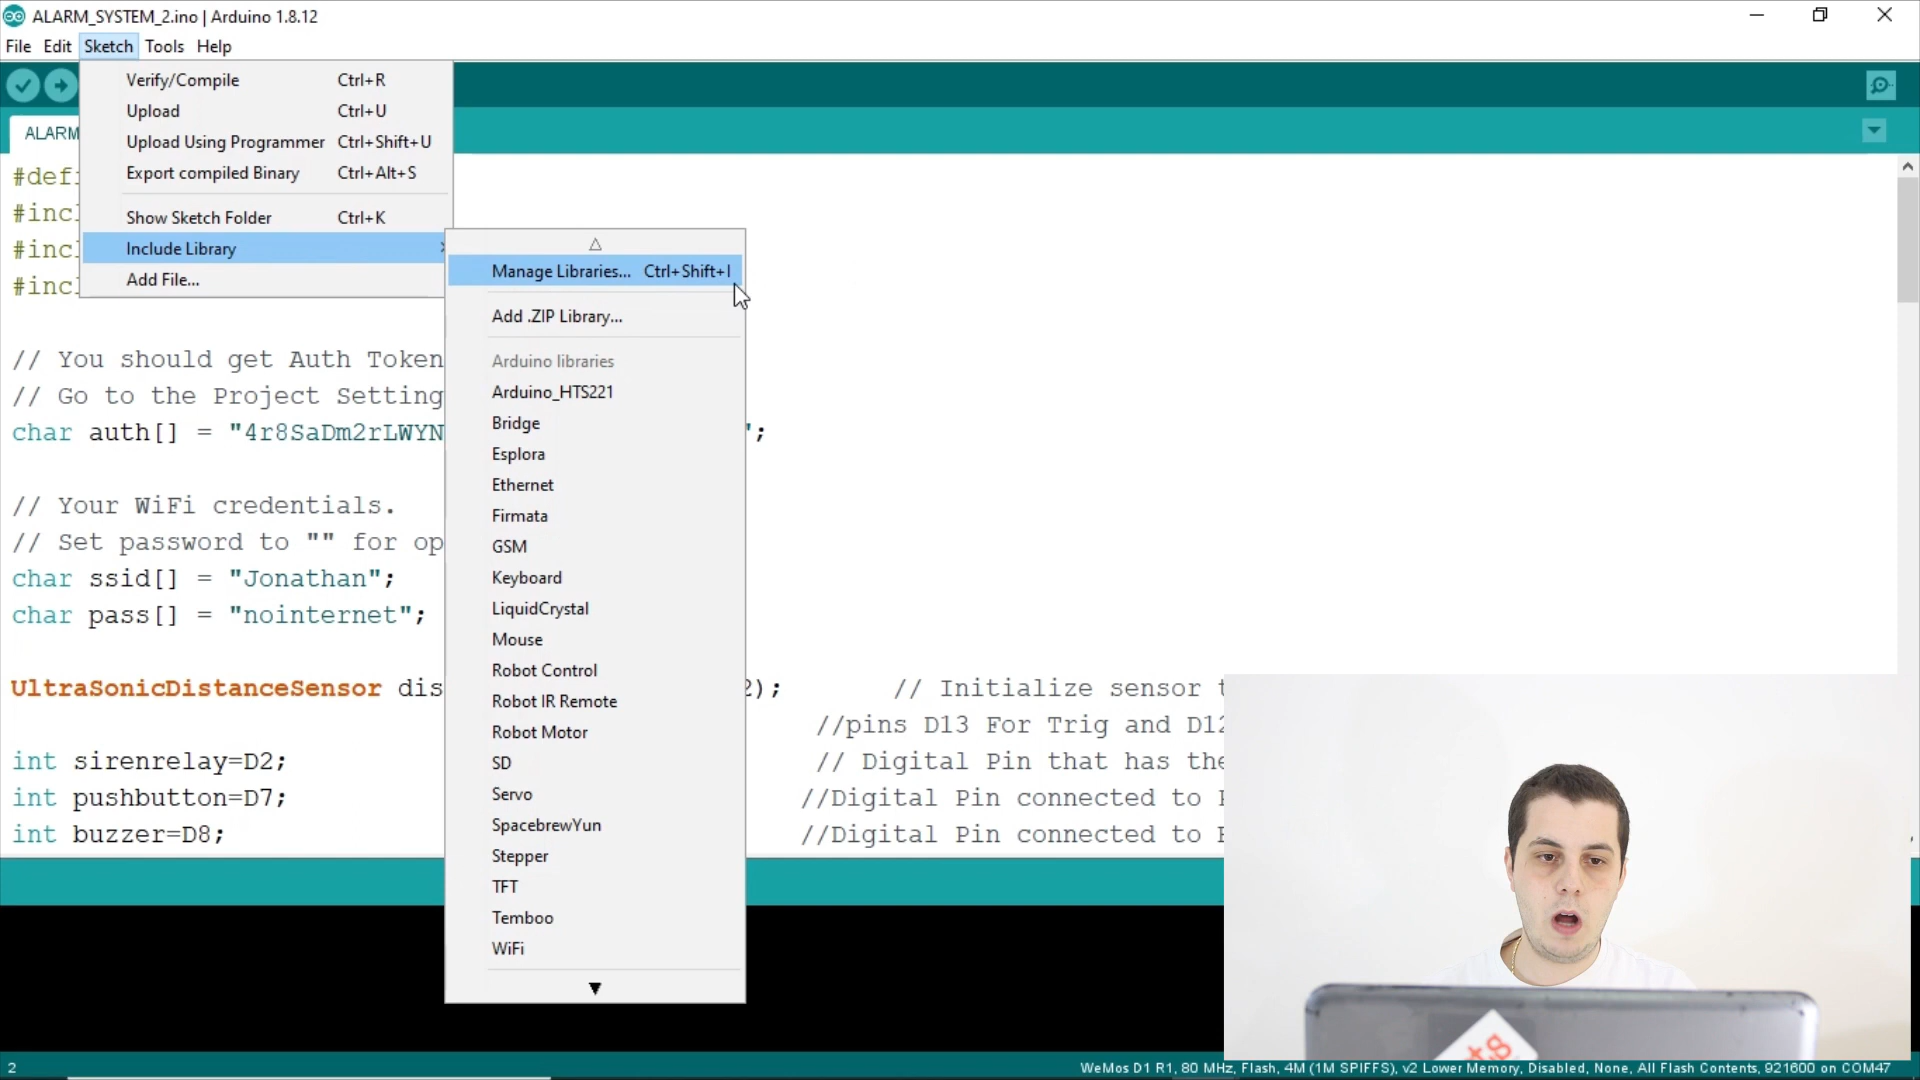 ALARM_SYSTEM_2.ino | Arduino 1.8.12
File Edit Sketch Tools Help
Verify/Compile Ctrl+R
Upload Ctrl+U
Upload Using Programmer Ctrl+Shift+U
Export compiled Binary Ctrl+Alt+S
Show Sketch Folder Ctrl+K
Include Library
Add File...
Manage Libraries... Ctrl+Shift+I
Add .ZIP Library...
Arduino libraries
Arduino_HTS221
Bridge
Esplora
Ethernet
Firmata
GSM
Keyboard
LiquidCrystal
Mouse
Robot Control
Robot IR Remote
Robot Motor
SD
Servo
SpacebrewYun
Stepper
TFT
Temboo
WiFi
ALARM
#defi
#incl
#incl
#incl
// You should get Auth Token
// Go to the Project Setting
char auth[] = "4r8SaDm2rLWYN ";
// Your WiFi credentials.
// Set password to "" for op
char ssid[] = "Jonathan";
char pass[] = "nointernet";
UltraSonicDistanceSensor dis 2); // Initialize sensor t
//pins D13 For Trig and D12
int sirenrelay=D2; // Digital Pin that has the
int pushbutton=D7; //Digital Pin connected to
int buzzer=D8; //Digital Pin connected to
2
WeMos D1 R1, 80 MHz, Flash, 4M (1M SPIFFS), v2 Lower Memory, Disabled, None, All Flash Contents, 921600 on COM47